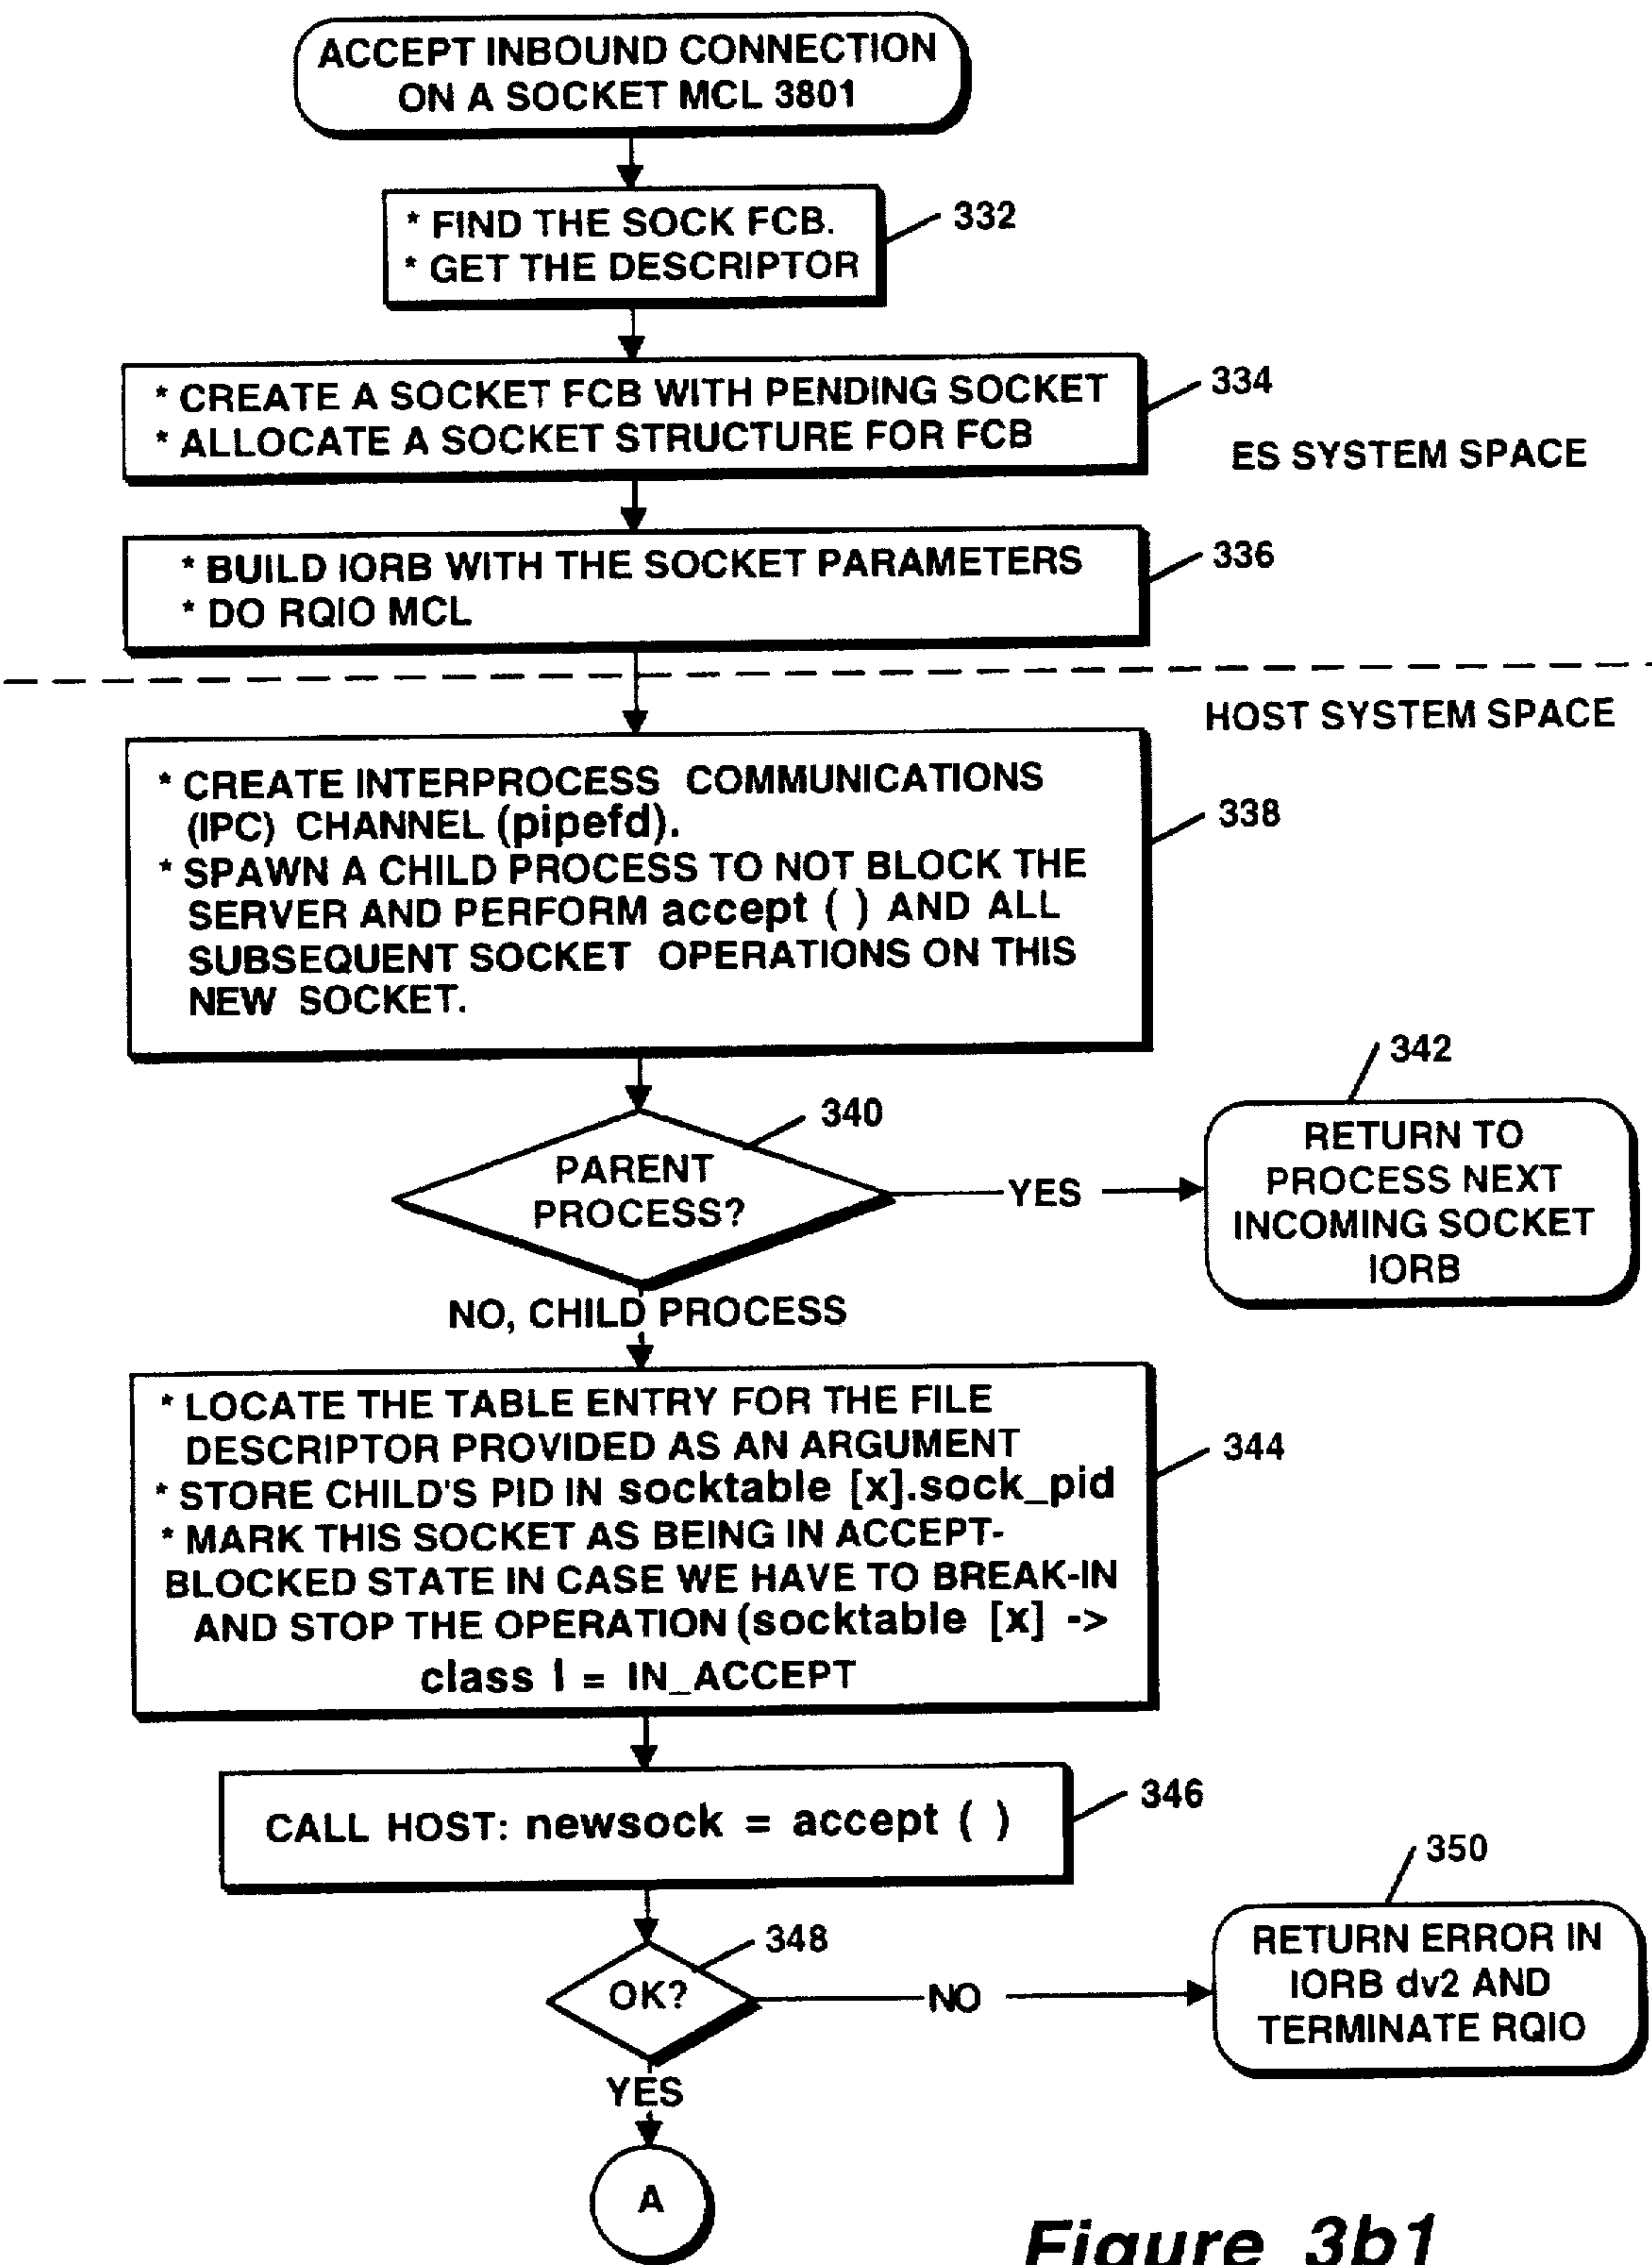 ACCEPT INBOUND CONNECTION
ON A SOCKET MCL 3801
* FIND THE SOCK FCB.
* GET THE DESCRIPTOR
332
* CREATE A SOCKET FCB WITH PENDING SOCKET
* ALLOCATE A SOCKET STRUCTURE FOR FCB
334
ES SYSTEM SPACE
* BUILD IORB WITH THE SOCKET PARAMETERS
* DO RQIO MCL
336
HOST SYSTEM SPACE
* CREATE INTERPROCESS COMMUNICATIONS
(IPC) CHANNEL (pipefd).
* SPAWN A CHILD PROCESS TO NOT BLOCK THE
SERVER AND PERFORM accept ( ) AND ALL
SUBSEQUENT SOCKET OPERATIONS ON THIS
NEW SOCKET.
338
340
PARENT
PROCESS?
YES
342
RETURN TO
PROCESS NEXT
INCOMING SOCKET
IORB
NO, CHILD PROCESS
* LOCATE THE TABLE ENTRY FOR THE FILE
DESCRIPTOR PROVIDED AS AN ARGUMENT
* STORE CHILD'S PID IN socktable [x].sock_pid
* MARK THIS SOCKET AS BEING IN ACCEPT-
BLOCKED STATE IN CASE WE HAVE TO BREAK-IN
AND STOP THE OPERATION (socktable [x] ->
class l = IN_ACCEPT
344
CALL HOST: newsock = accept ( )
346
348
OK?
NO
350
RETURN ERROR IN
IORB dv2 AND
TERMINATE RQIO
YES
A
Figure 3b1